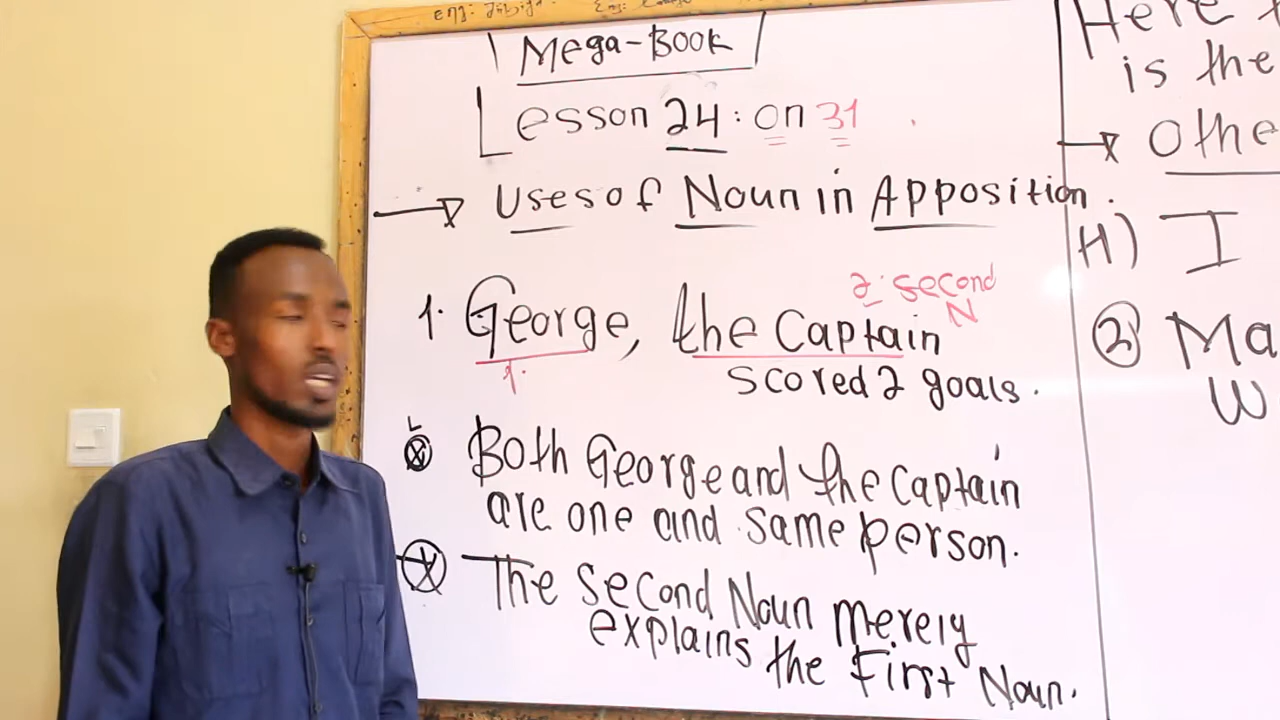 Mega-Book
Lesson 24: on 31
Uses of Noun in Apposition.
2. second
N
1. George, the Captain
1.
scored 2 goals.
Both George and the Captain
are one and same person.
The second Noun merely
explains the First Noun.
Here
is the
Othe
H) I
2) Ma
W